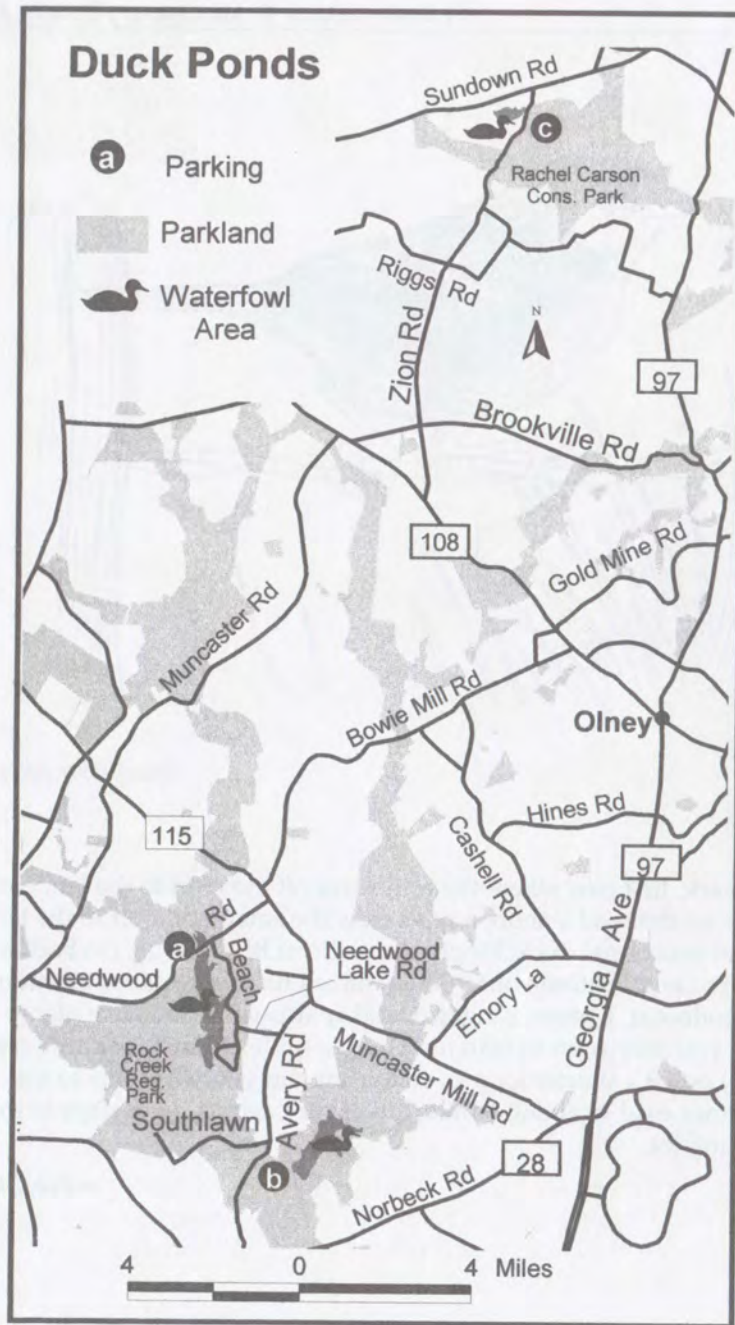 Duck Ponds
a Parking
Parkland
Waterfowl
Area
Sundown Rd
c
Rachel Carson
Cons. Park
Riggs Rd
Zion Rd
N
97
Brookville Rd
108
Gold Mine Rd
Muncaster Rd
Bowie Mill Rd
Olney
Hines Rd
115
Cashell Rd
97
Rd
a
Beach
Needwood
Needwood
Lake Rd
Emory La
Georgia Ave
Rock
Creek
Reg.
Park
Avery Rd
Muncaster Mill Rd
Southlawn
b
28
Norbeck Rd
4 0 4 Miles